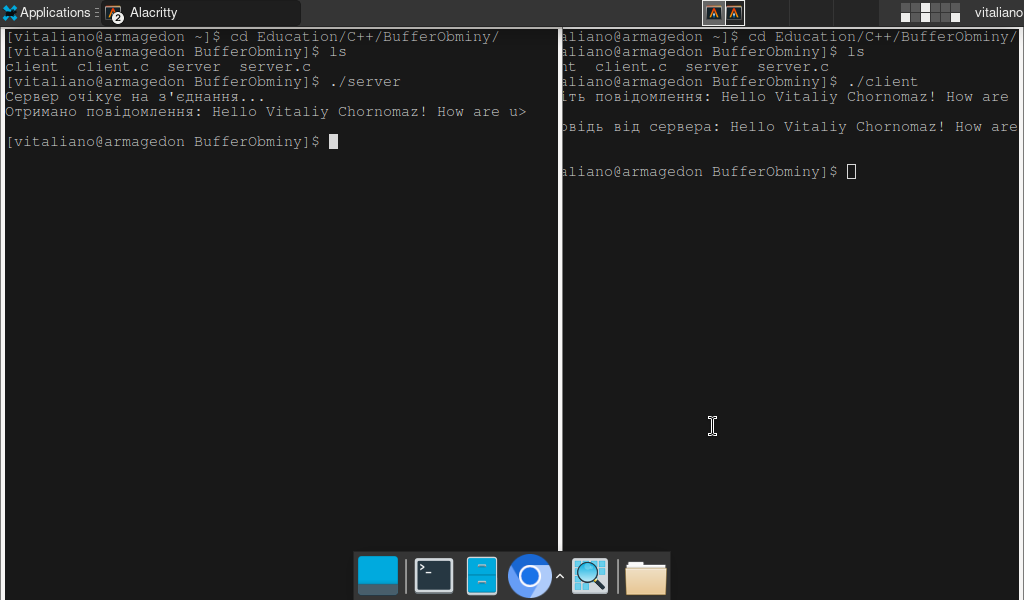 Applications
Alacritty
vitaliano
[vitaliano@armagedon ~]$ cd Education/C++/BufferObminy/
[vitaliano@armagedon BufferObminy]$ ls
client client.c server server.c
[vitaliano@armagedon BufferObminy]$ ./server
Сервер очікує на з'єднання...
Отримано повідомлення: Hello Vitaliy Chornomaz! How are u>
[vitaliano@armagedon BufferObminy]$
aliano@armagedon ~]$ cd Education/C++/BufferObminy/
aliano@armagedon BufferObminy]$ ls
nt client.c server server.c
aliano@armagedon BufferObminy]$ ./client
іть повідомлення: Hello Vitaliy Chornomaz! How are
овідь від сервера: Hello Vitaliy Chornomaz! How are
aliano@armagedon BufferObminy]$